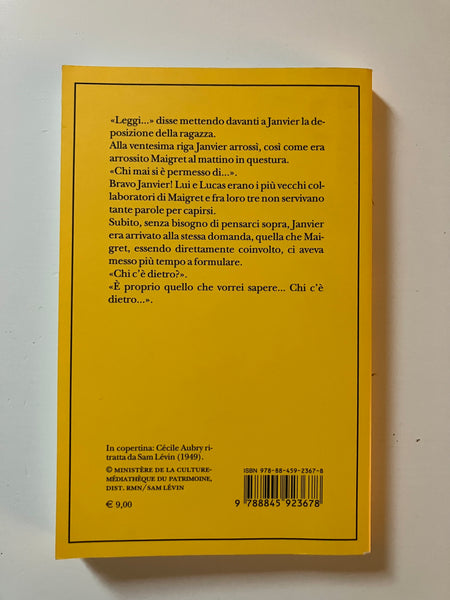 «Leggi...» disse mettendo davanti a Janvier la de-
posizione della ragazza.
Alla ventesima riga Janvier arrossì, così come era
arrossito Maigret al mattino in questura.
«Chi mai si è permesso di...».
Bravo Janvier! Lui e Lucas erano i più vecchi col-
laboratori di Maigret e fra loro tre non servivano
tante parole per capirsi.
Subito, senza bisogno di pensarci sopra, Janvier
era arrivato alla stessa domanda, quella che Mai-
gret, essendo direttamente coinvolto, ci aveva
messo più tempo a formulare.
«Chi c'è dietro?».
«È proprio quello che vorrei sapere... Chi c'è
dietro...».
In copertina: Cécile Aubry ri-
tratta da Sam Lévin (1949).
© MINISTÈRE DE LA CULTURE-
MÉDIATHÈQUE DU PATRIMOINE,
DIST. RMN/SAM LÉVIN
€ 9,00
ISBN 978-88-459-2367-8
9 788845 923678